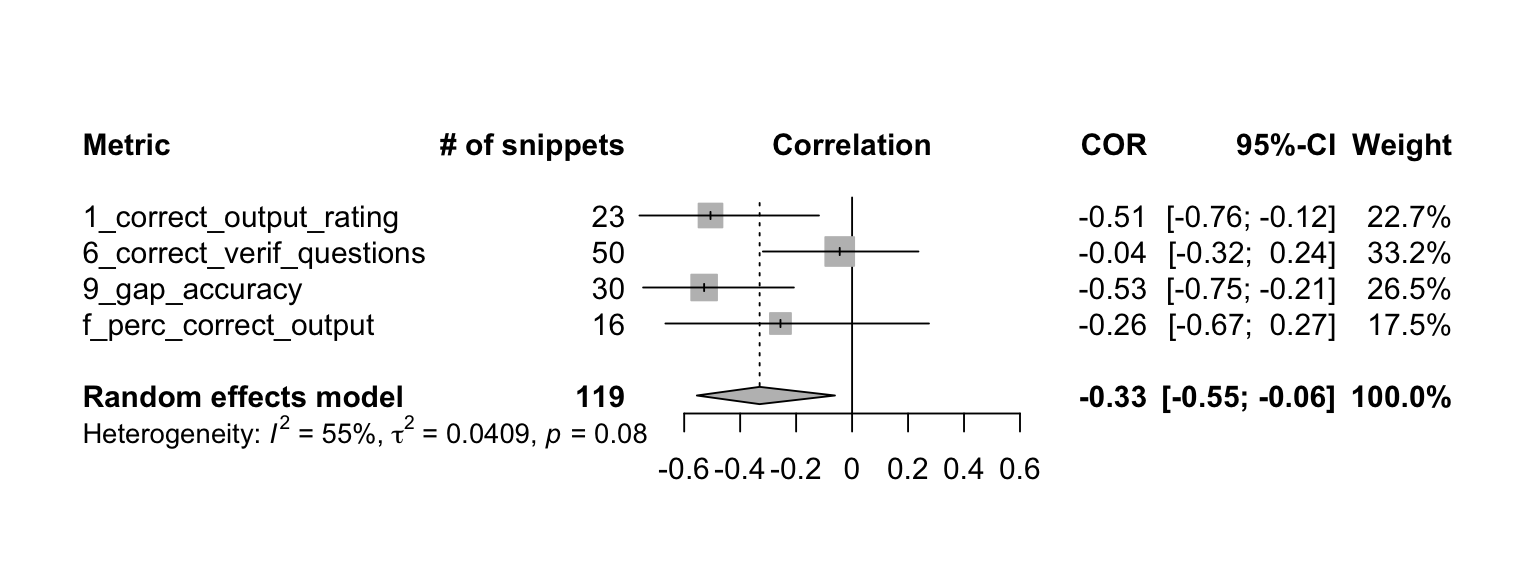 Metric # of snippets Correlation COR 95%-CI Weight
1_correct_output_rating 23 -0.51 [-0.76; -0.12] 22.7%
6_correct_verif_questions 50 -0.04 [-0.32; 0.24] 33.2%
9_gap_accuracy 30 -0.53 [-0.75; -0.21] 26.5%
f_perc_correct_output 16 -0.26 [-0.67; 0.27] 17.5%
Random effects model 119 -0.33 [-0.55; -0.06] 100.0%
Heterogeneity: I² = 55%, τ² = 0.0409, p = 0.08
-0.6 -0.4 -0.2 0 0.2 0.4 0.6